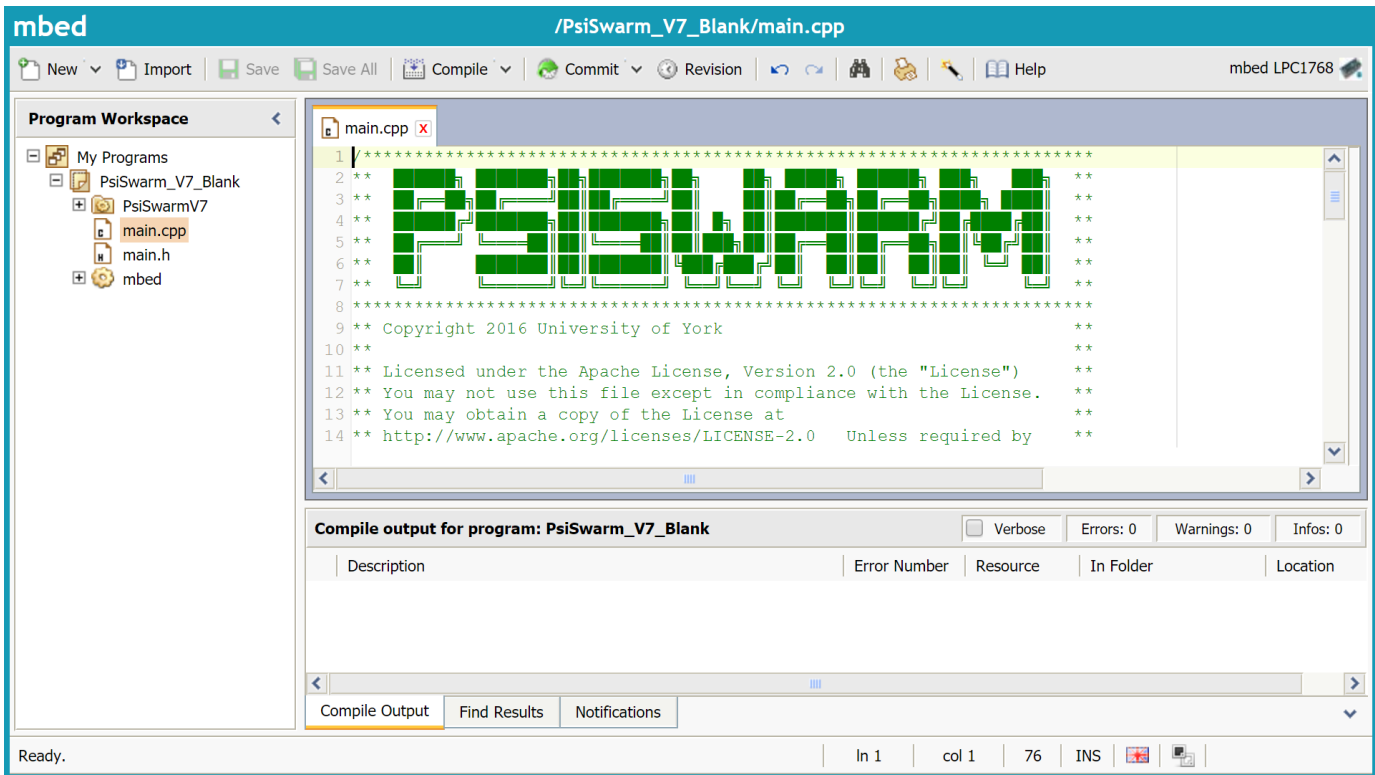 mbed /PsiSwarm_V7_Blank/main.cpp
New Import Save Save All Compile Commit Revision Help mbed LPC1768
Program Workspace
My Programs
PsiSwarm_V7_Blank
PsiSwarmV7
main.cpp
main.h
mbed
main.cpp x
1 /***********************************************************************
2 ** **
3 ** **
4 ** PSISWARM **
5 ** **
6 ** **
7 ** **
8 ************************************************************************
9 ** Copyright 2016 University of York **
10 ** **
11 ** Licensed under the Apache License, Version 2.0 (the "License") **
12 ** You may not use this file except in compliance with the License. **
13 ** You may obtain a copy of the License at **
14 ** http://www.apache.org/licenses/LICENSE-2.0 Unless required by **
Compile output for program: PsiSwarm_V7_Blank Verbose Errors: 0 Warnings: 0 Infos: 0
Description Error Number Resource In Folder Location
Compile Output Find Results Notifications
Ready. ln 1 col 1 76 INS